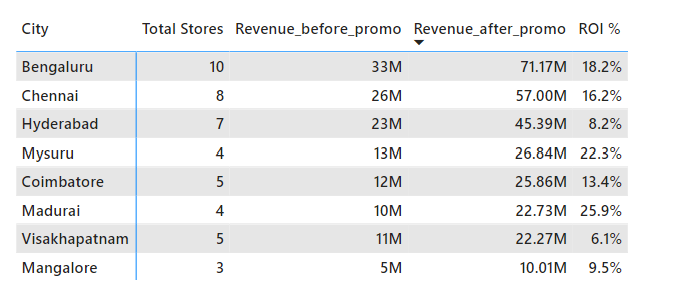 City Total Stores Revenue_before_promo Revenue_after_promo ROI %
Bengaluru 10 33M 71.17M 18.2%
Chennai 8 26M 57.00M 16.2%
Hyderabad 7 23M 45.39M 8.2%
Mysuru 4 13M 26.84M 22.3%
Coimbatore 5 12M 25.86M 13.4%
Madurai 4 10M 22.73M 25.9%
Visakhapatnam 5 11M 22.27M 6.1%
Mangalore 3 5M 10.01M 9.5%